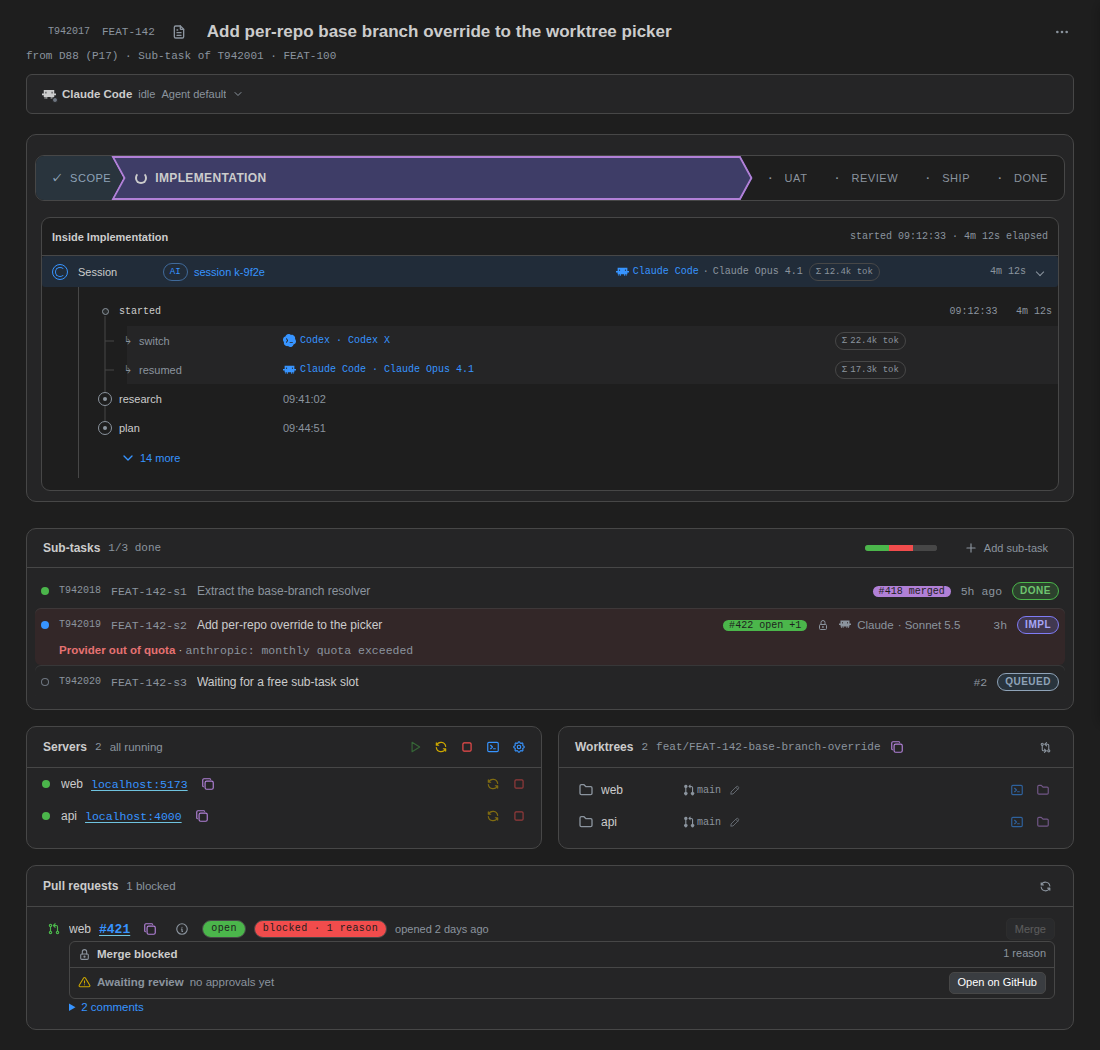 T942017 FEAT-142 Add per-repo base branch override to the worktree picker
from D88 (P17) · Sub-task of T942001 · FEAT-100
Claude Code idle Agent default
SCOPE IMPLEMENTATION · UAT · REVIEW · SHIP · DONE
Inside Implementation started 09:12:33 · 4m 12s elapsed
Session AI session k-9f2e Claude Code · Claude Opus 4.1 Σ 12.4k tok 4m 12s
started 09:12:33 4m 12s
↳ switch Codex · Codex X Σ 22.4k tok
↳ resumed Claude Code · Claude Opus 4.1 Σ 17.3k tok
research 09:41:02
plan 09:44:51
14 more
Sub-tasks 1/3 done Add sub-task
T942018 FEAT-142-s1 Extract the base-branch resolver #418 merged 5h ago DONE
T942019 FEAT-142-s2 Add per-repo override to the picker #422 open +1 Claude · Sonnet 5.5 3h IMPL
Provider out of quota · anthropic: monthly quota exceeded
T942020 FEAT-142-s3 Waiting for a free sub-task slot #2 QUEUED
Servers 2 all running
web localhost:5173
api localhost:4000
Worktrees 2 feat/FEAT-142-base-branch-override
web main
api main
Pull requests 1 blocked
web #421 open blocked · 1 reason opened 2 days ago Merge
Merge blocked 1 reason
Awaiting review no approvals yet Open on GitHub
2 comments